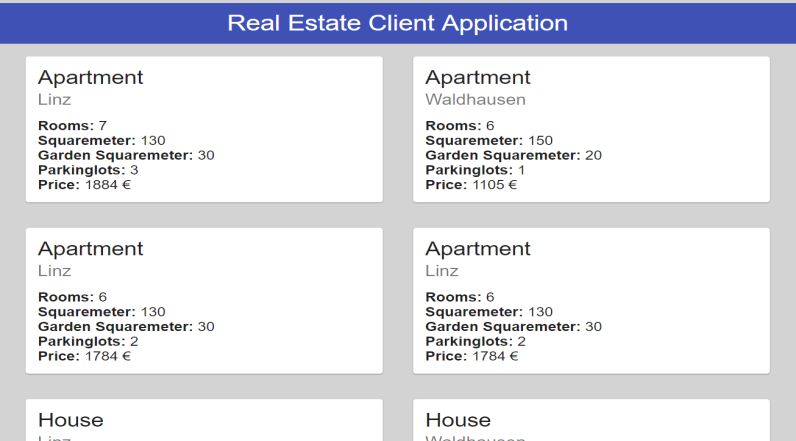 Real Estate Client Application
Apartment
Linz
Rooms: 7
Squaremeter: 130
Garden Squaremeter: 30
Parkinglots: 3
Price: 1884 €
Apartment
Waldhausen
Rooms: 6
Squaremeter: 150
Garden Squaremeter: 20
Parkinglots: 1
Price: 1105 €
Apartment
Linz
Rooms: 6
Squaremeter: 130
Garden Squaremeter: 30
Parkinglots: 2
Price: 1784 €
Apartment
Linz
Rooms: 6
Squaremeter: 130
Garden Squaremeter: 30
Parkinglots: 2
Price: 1784 €
House
Linz
House
Waldhausen